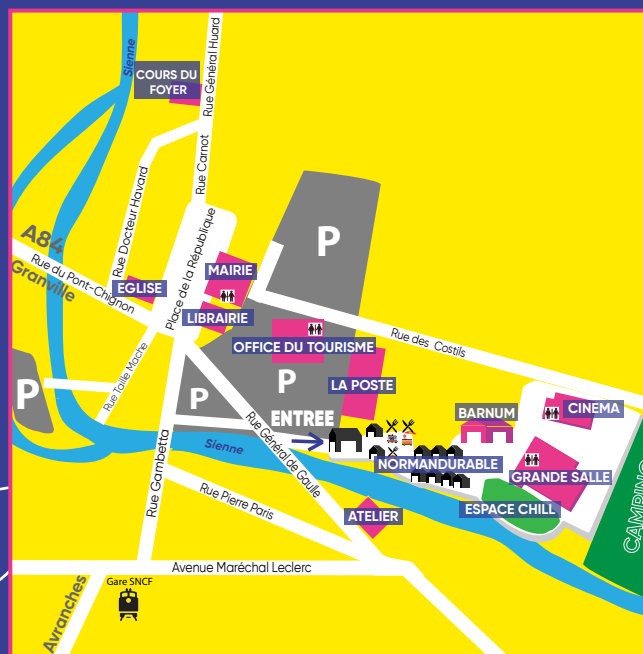 Sienne
COURS DU
FOYER
Rue Général Huard
Rue Carnot
Rue Docteur Havard
Place de la République
A84
Granville
Rue du Pont-Chignon
EGLISE
MAIRIE
LIBRAIRIE
P
OFFICE DU TOURISME
Rue des Costils
Rue Taille Mache
P
P
P
LA POSTE
ENTREE
Sienne
Rue Général de Gaulle
Rue Gambetta
Rue Pierre Paris
BARNUM
CINEMA
NORMANDURABLE
GRANDE SALLE
ESPACE CHILL
ATELIER
CAMPING
Avenue Maréchal Leclerc
Gare SNCF
Avranches